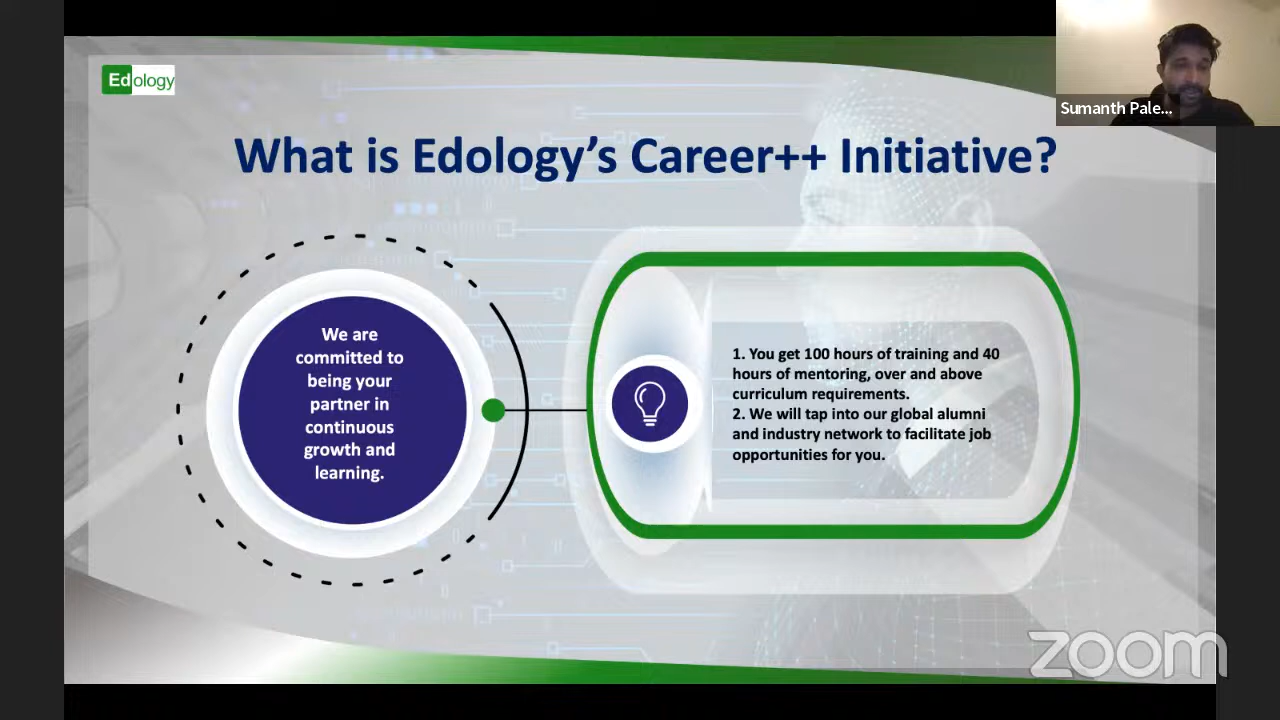 Edology
Sumanth Pale...
What is Edology's Career++ Initiative?
We are
committed to
being your
partner in
continuous
growth and
learning.
1. You get 100 hours of training and 40
hours of mentoring, over and above
curriculum requirements.
2. We will tap into our global alumni
and industry network to facilitate job
opportunities for you.
zoom